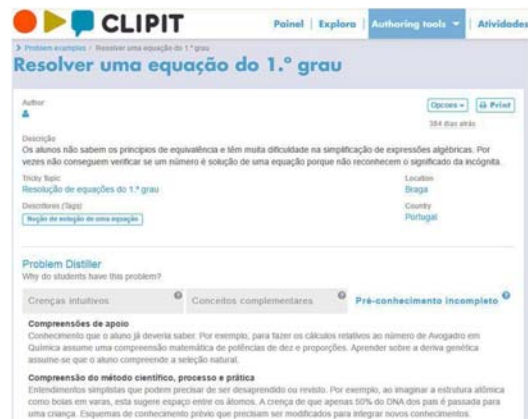 CLIPIT
Painel | Explora | Authoring tools | Atividades
Problem examples / Resolver uma equação do 1.º grau
Resolver uma equação do 1.º grau
Author
Opcoes
Print
384 dias atrás
Descrição
Os alunos não sabem os princípios de equivalência e têm muita dificuldade na simplificação de expressões algébricas. Por
vezes não conseguem verificar se um número é solução de uma equação porque não reconhecem o significado da incógnita.
Tricky Topic
Location
Resolução de equações do 1.º grau
Braga
Descritores (Tags)
Country
Noção de solução de uma equação
Portugal
Problem Distiller
Why do students have this problem?
Crenças intuitivos
Conceitos complementares
Pré-conhecimento incompleto
Compreensões de apoio
Conhecimento que o aluno já deveria saber. Por exemplo, para fazer os cálculos relativos ao número de Avogadro em
Química assume uma compreensão matemática de potências de dez e proporções. Aprender sobre a deriva genética
assume-se que o aluno compreende a seleção natural.
Compreensão do método científico, processo e prática
Entendimentos simplistas que podem precisar de ser desaprendido ou revisto. Por exemplo, ao imaginar a estrutura atômica
como bolas em varas, esta sugere espaço entre os átomos. A crença de que apenas 50% do DNA dos pais é passada para
uma criança. Esquemas de conhecimento prévio que precisam ser modificados para integrar novos conhecimentos.